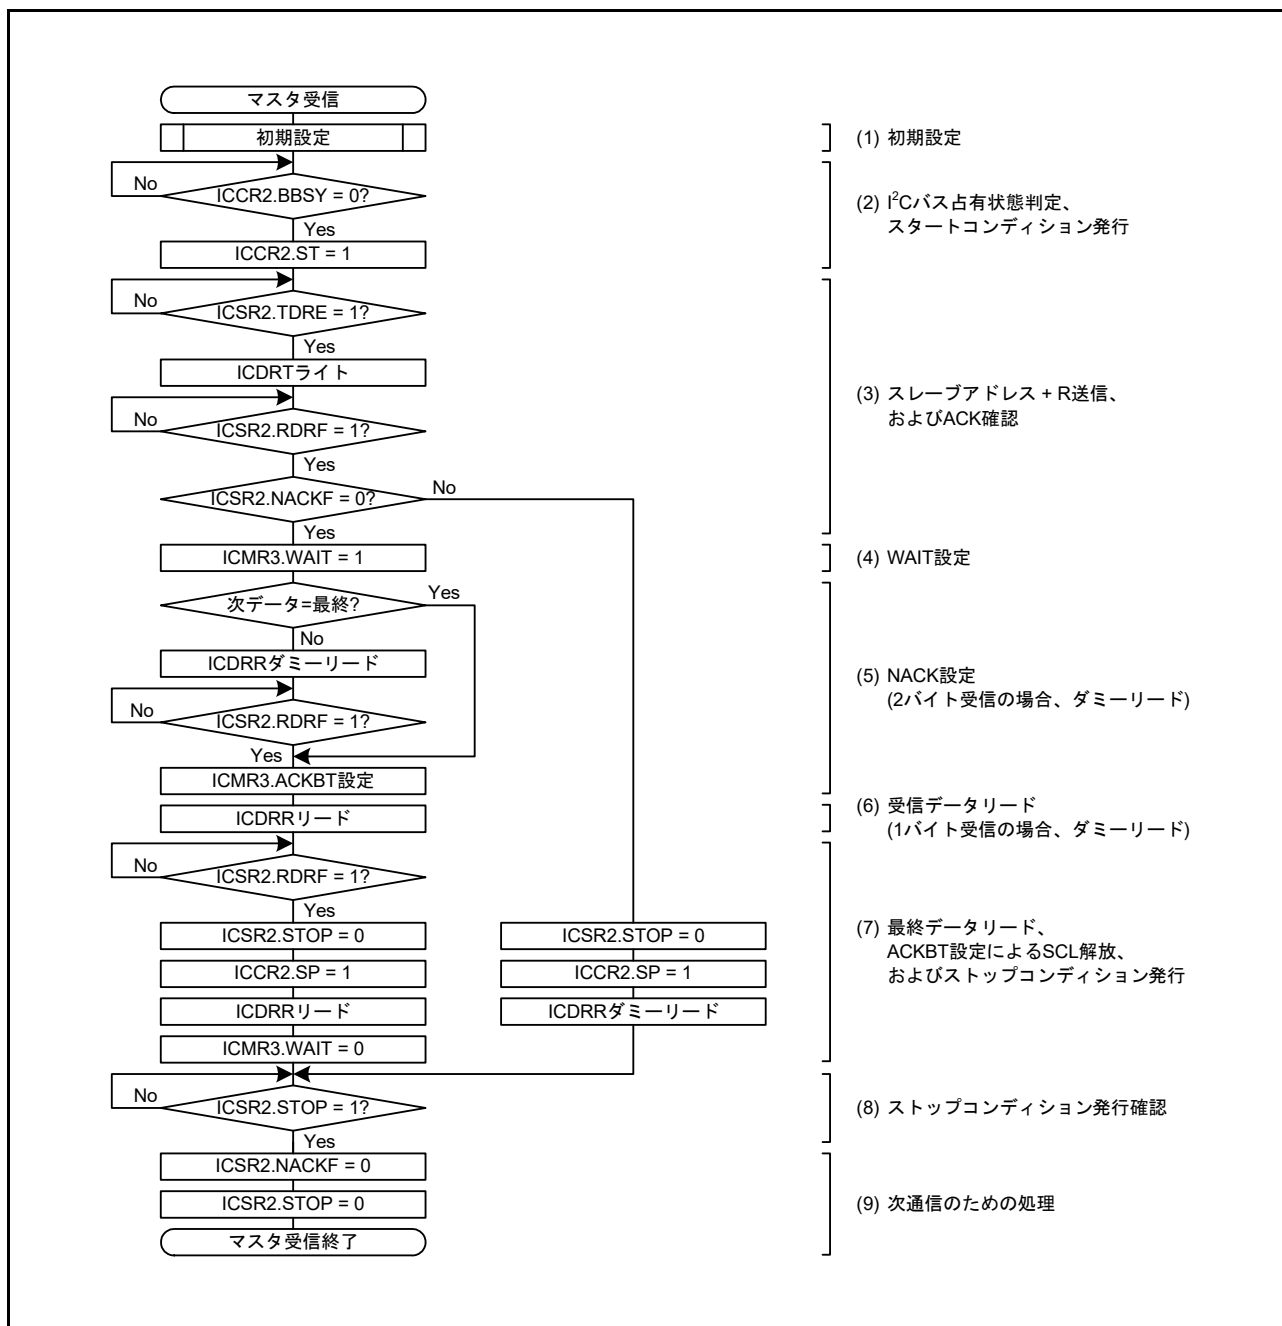 マスタ受信
初期設定
No
ICCR2.BBSY = 0?
Yes
ICCR2.ST = 1
No
ICSR2.TDRE = 1?
Yes
ICDRTライト
No
ICSR2.RDRF = 1?
Yes
ICSR2.NACKF = 0?
No
Yes
ICMR3.WAIT = 1
次データ=最終?
Yes
No
ICDRRダミーリード
No
ICSR2.RDRF = 1?
Yes
ICMR3.ACKBT設定
ICDRRリード
No
ICSR2.RDRF = 1?
Yes
ICSR2.STOP = 0
ICCR2.SP = 1
ICDRRリード
ICMR3.WAIT = 0
ICSR2.STOP = 0
ICCR2.SP = 1
ICDRRダミーリード
No
ICSR2.STOP = 1?
Yes
ICSR2.NACKF = 0
ICSR2.STOP = 0
マスタ受信終了
(1) 初期設定
(2) I²Cバス占有状態判定、
スタートコンディション発行
(3) スレーブアドレス + R送信、
およびACK確認
(4) WAIT設定
(5) NACK設定
(2バイト受信の場合、ダミーリード)
(6) 受信データリード
(1バイト受信の場合、ダミーリード)
(7) 最終データリード、
ACKBT設定によるSCL解放、
およびストップコンディション発行
(8) ストップコンディション発行確認
(9) 次通信のための処理